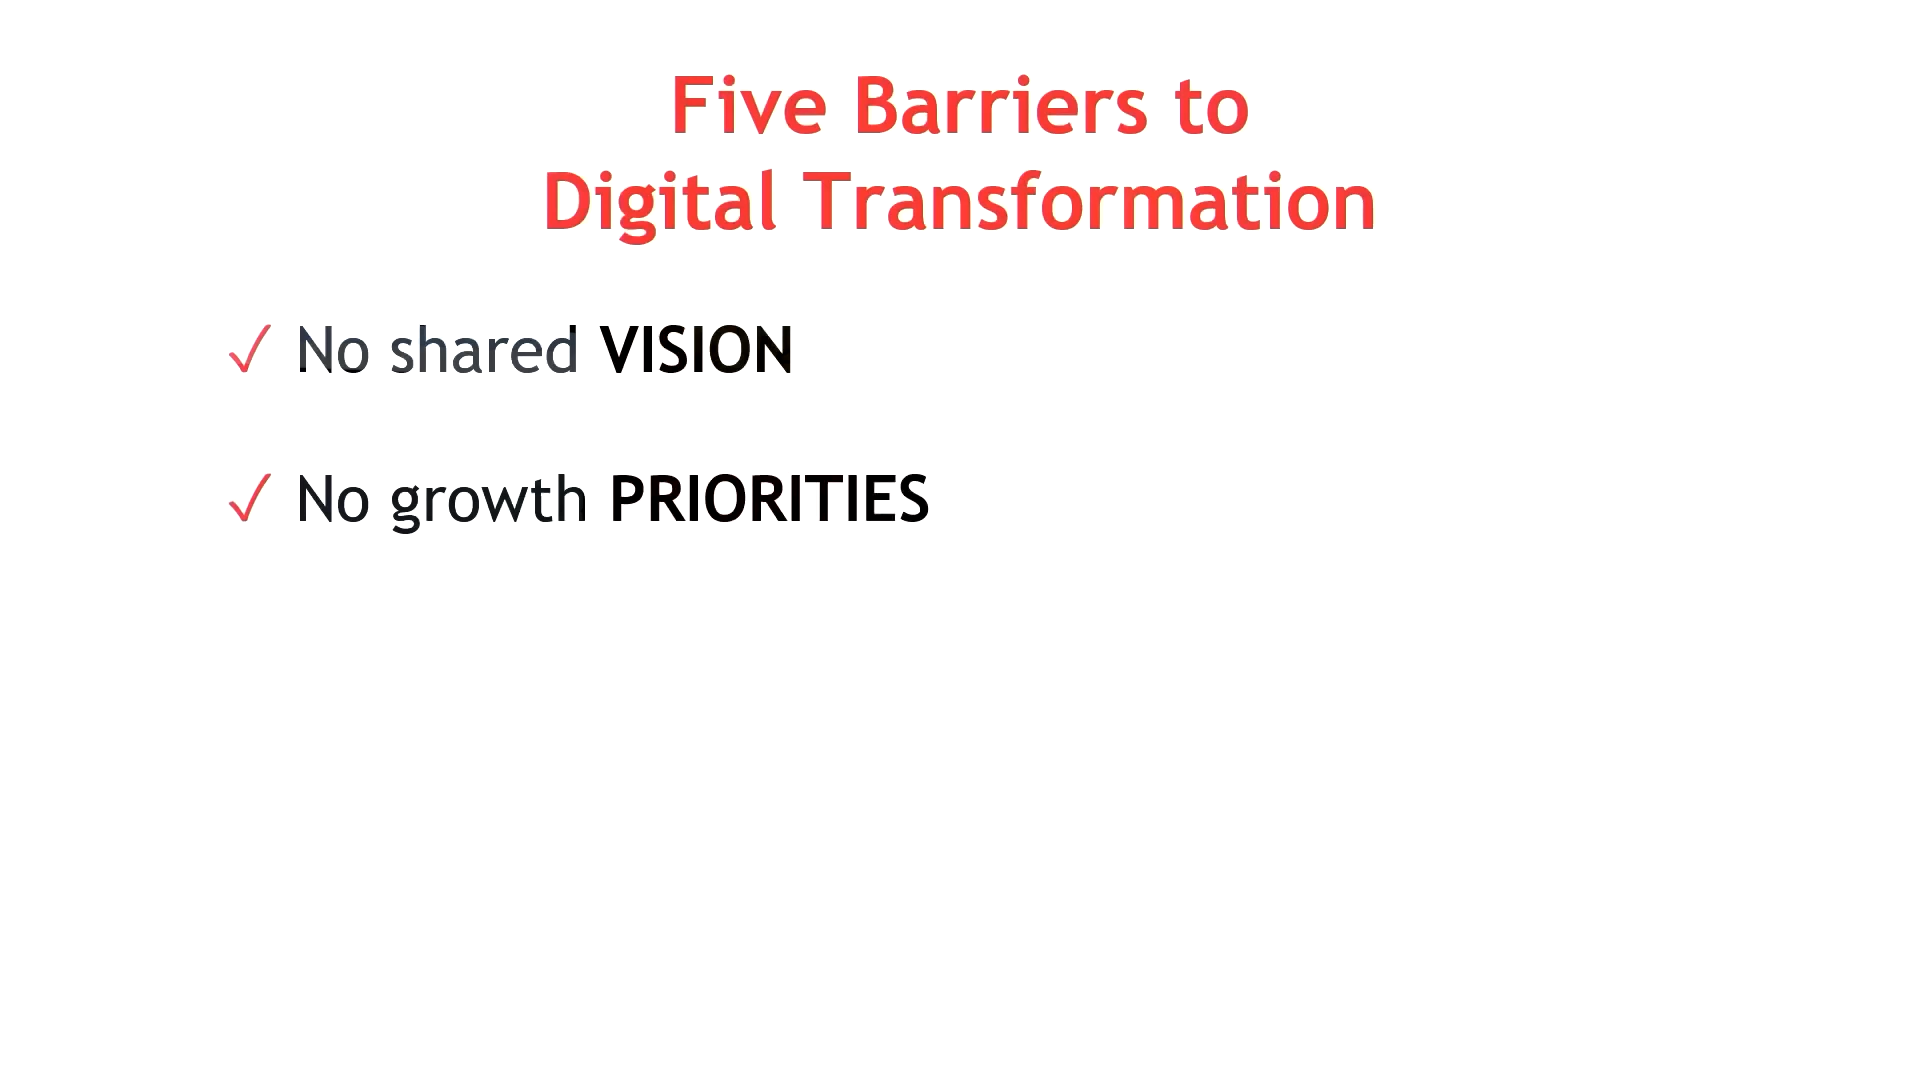 Five Barriers to
Digital Transformation
✓ No shared VISION
✓ No growth PRIORITIES